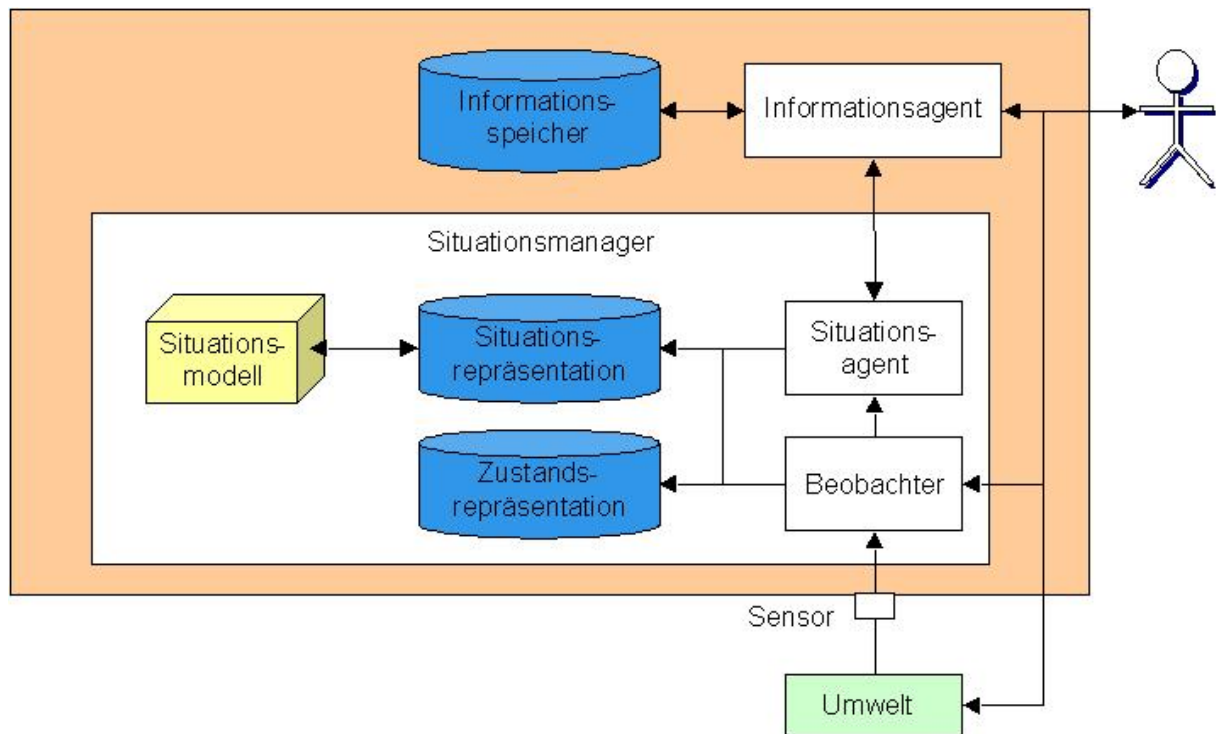 Informations-
speicher
Informationsagent
Situationsmanager
Situations-
modell
Situations-
repräsentation
Situations-
agent
Zustands-
repräsentation
Beobachter
Sensor
Umwelt